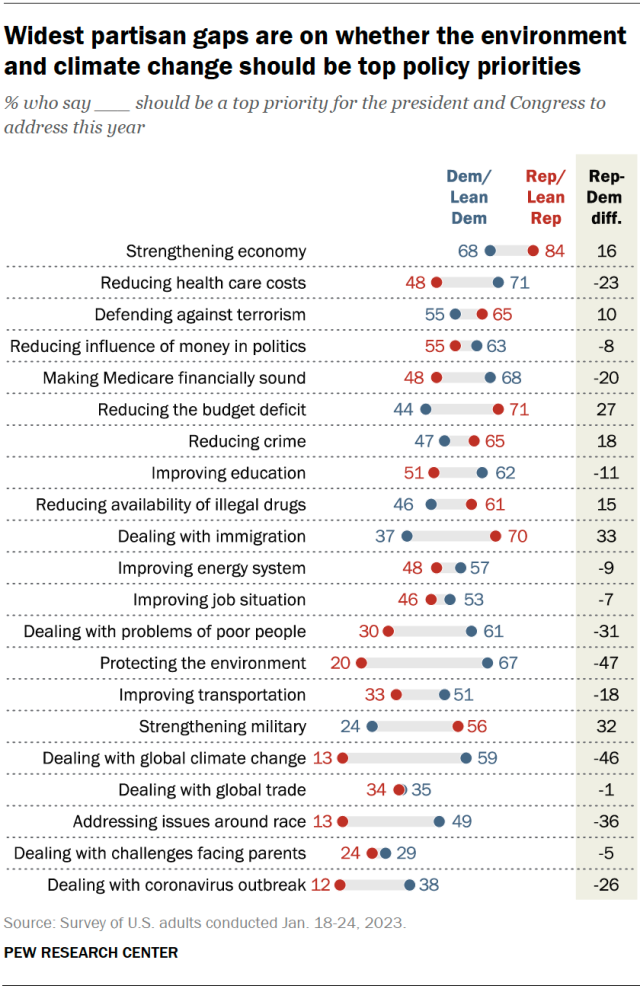 Widest partisan gaps are on whether the environment
and climate change should be top policy priorities
% who say ___ should be a top priority for the president and Congress to
address this year
Dem/ Rep/ Rep-
Lean Lean Dem
Dem Rep diff.
Strengthening economy 68 84 16
Reducing health care costs 48 71 -23
Defending against terrorism 55 65 10
Reducing influence of money in politics 55 63 -8
Making Medicare financially sound 48 68 -20
Reducing the budget deficit 44 71 27
Reducing crime 47 65 18
Improving education 51 62 -11
Reducing availability of illegal drugs 46 61 15
Dealing with immigration 37 70 33
Improving energy system 48 57 -9
Improving job situation 46 53 -7
Dealing with problems of poor people 30 61 -31
Protecting the environment 20 67 -47
Improving transportation 33 51 -18
Strengthening military 24 56 32
Dealing with global climate change 13 59 -46
Dealing with global trade 34 35 -1
Addressing issues around race 13 49 -36
Dealing with challenges facing parents 24 29 -5
Dealing with coronavirus outbreak 12 38 -26
Source: Survey of U.S. adults conducted Jan. 18-24, 2023.
PEW RESEARCH CENTER